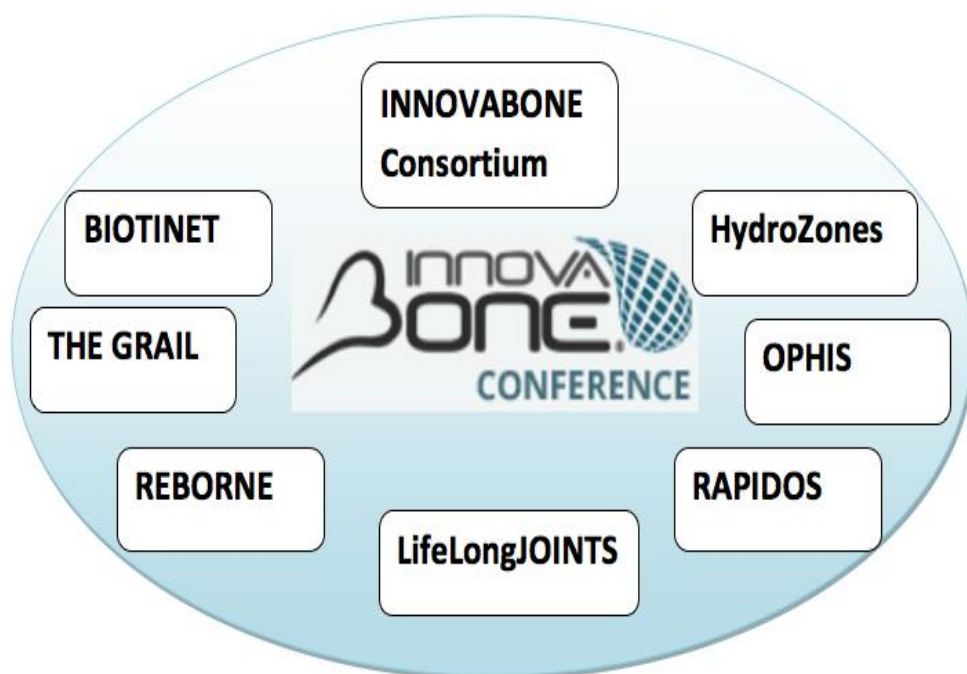 INNOVABONE
Consortium
BIOTINET
HydroZones
INNOVA
BONE®
CONFERENCE
THE GRAIL
OPHIS
REBORNE
RAPIDOS
LifeLongJOINTS